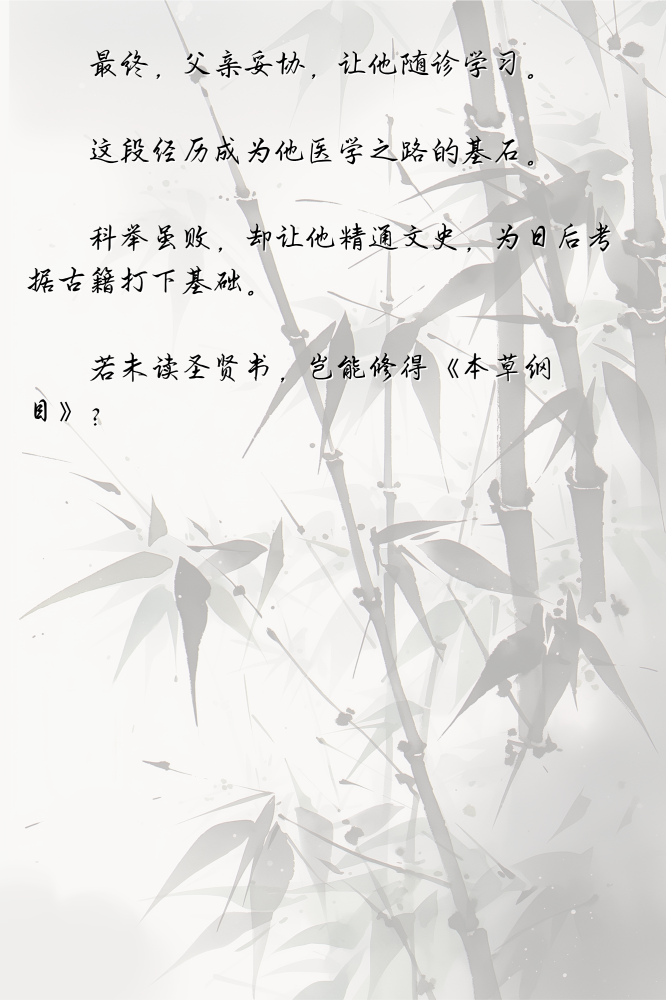 最终，父亲妥协，让他随诊学习。
这段经历成为他医学之路的基石。
科举虽败，却让他精通文史，为日后考
据古籍打下基础。
若未读圣贤书，岂能修得《本草纲
目》？